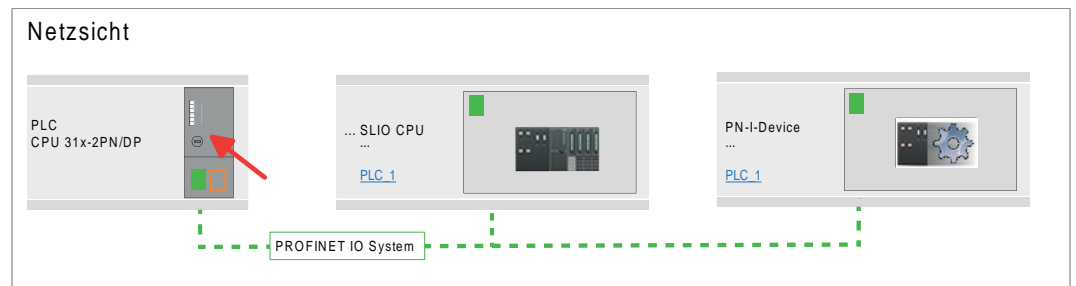 Netzsicht
PLC
CPU 31x-2PN/DP
... SLIO CPU
...
PLC_1
PN-I-Device
...
PLC_1
PROFINET IO System